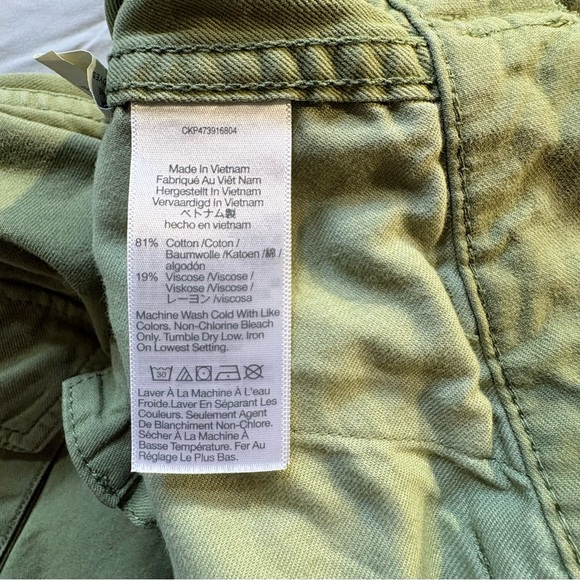 CKP473916804
Made In Vietnam
Fabriqué Au Viêt Nam
Hergestellt In Vietnam
Vervaardigd In Vietnam
ベトナム製
hecho en vietnam
81% Cotton /Coton /
Baumwolle /Katoen /綿 /
algodón
19% Viscose /Viscose /
Viskose /Viscose /
レーヨン /viscosa
Machine Wash Cold With Like
Colors. Non-Chlorine Bleach
Only. Tumble Dry Low. Iron
On Lowest Setting.
30
Laver À La Machine À L'eau
Froide.Laver En Séparant Les
Couleurs. Seulement Agent
De Blanchiment Non-Chlore.
Sécher À La Machine À
Basse Température. Fer Au
Réglage Le Plus Bas.